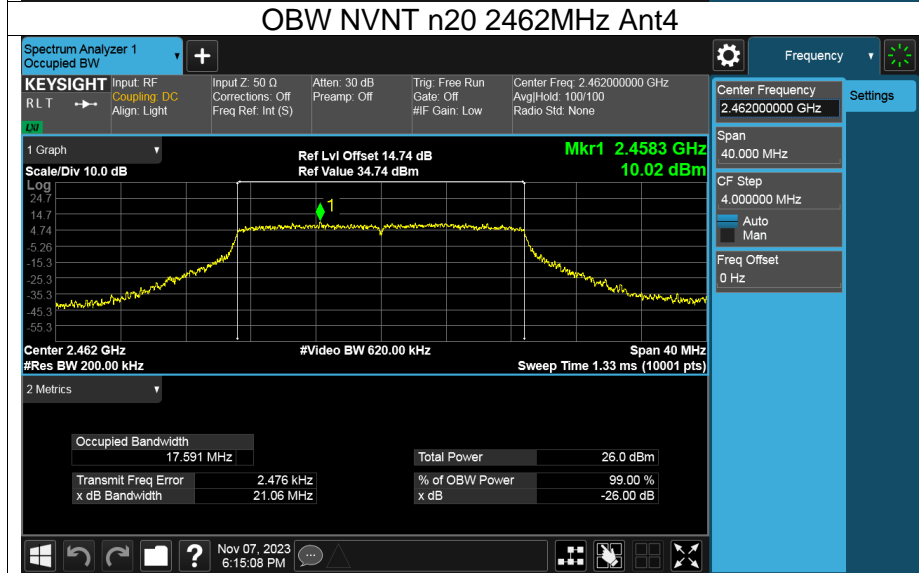 OBW NVNT n20 2462MHz Ant4
Spectrum Analyzer 1
Occupied BW
+
Frequency
KEYSIGHT
RLT
LXI
Input: RF
Coupling: DC
Align: Light
Input Z: 50 Ω
Corrections: Off
Freq Ref: Int (S)
Atten: 30 dB
Preamp: Off
Trig: Free Run
Gate: Off
#IF Gain: Low
Center Freq: 2.462000000 GHz
Avg|Hold: 100/100
Radio Std: None
Center Frequency
2.462000000 GHz
Settings
Span
40.000 MHz
CF Step
4.000000 MHz
Auto
Man
Freq Offset
0 Hz
1 Graph
Scale/Div 10.0 dB
Ref Lvl Offset 14.74 dB
Ref Value 34.74 dBm
Mkr1 2.4583 GHz
10.02 dBm
Log
24.7
14.7
4.74
-5.26
-15.3
-25.3
-35.3
-45.3
-55.3
1
Center 2.462 GHz
#Video BW 620.00 kHz
Span 40 MHz
#Res BW 200.00 kHz
Sweep Time 1.33 ms (10001 pts)
2 Metrics
Occupied Bandwidth
17.591 MHz
Total Power 26.0 dBm
Transmit Freq Error 2.476 kHz
% of OBW Power 99.00 %
x dB Bandwidth 21.06 MHz
x dB -26.00 dB
?
Nov 07, 2023
6:15:08 PM